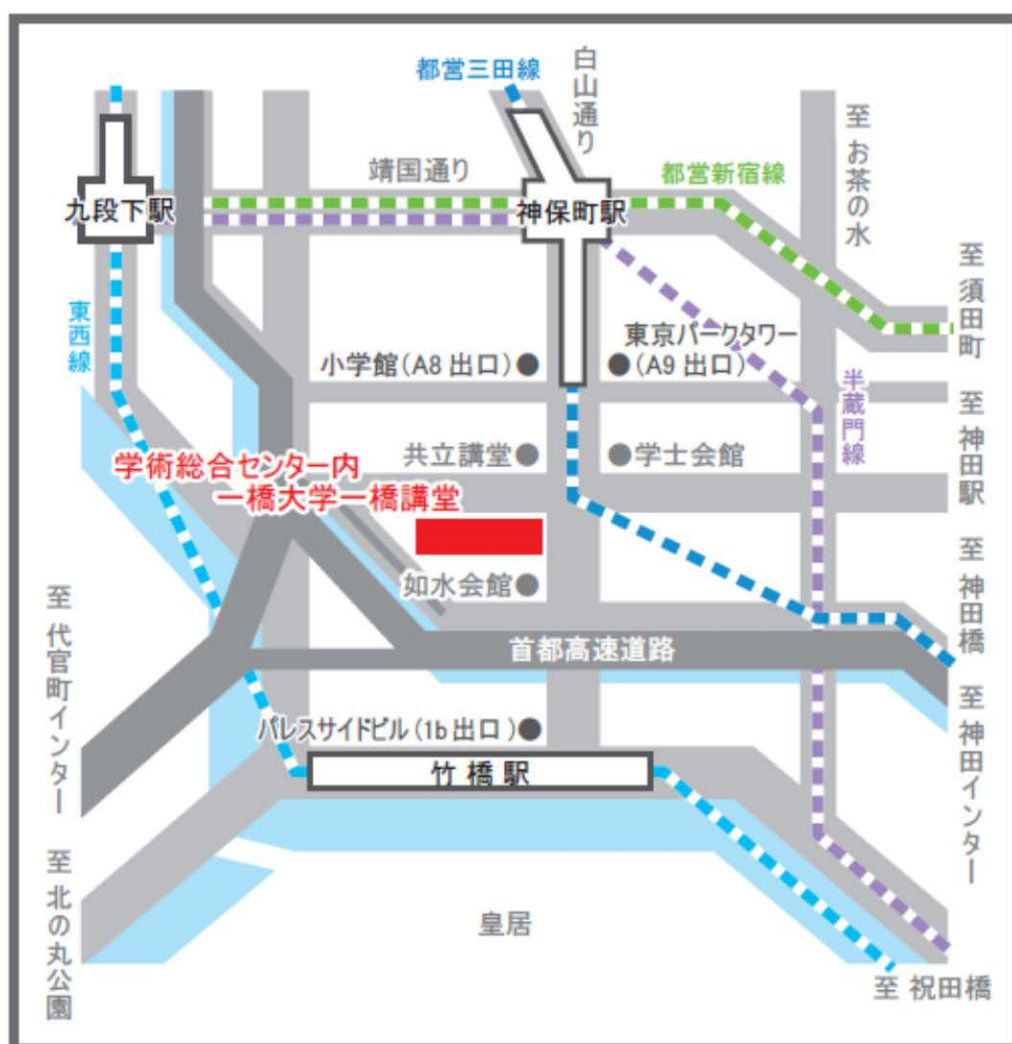 都営三田線
白山通り
至 お茶の水
靖国通り
都営新宿線
九段下駅
神保町駅
至 須田町
東西線
東京パークタワー
小学館(A8 出口)●
●(A9 出口)
半蔵門線
至 神田駅
共立講堂●
●学士会館
学術総合センター内
一橋大学一橋講堂
至 神田橋
如水会館●
至 代官町インター
首都高速道路
至 神田インター
パレスサイドビル(1b 出口)●
竹橋駅
至 北の丸公園
皇居
至 祝田橋